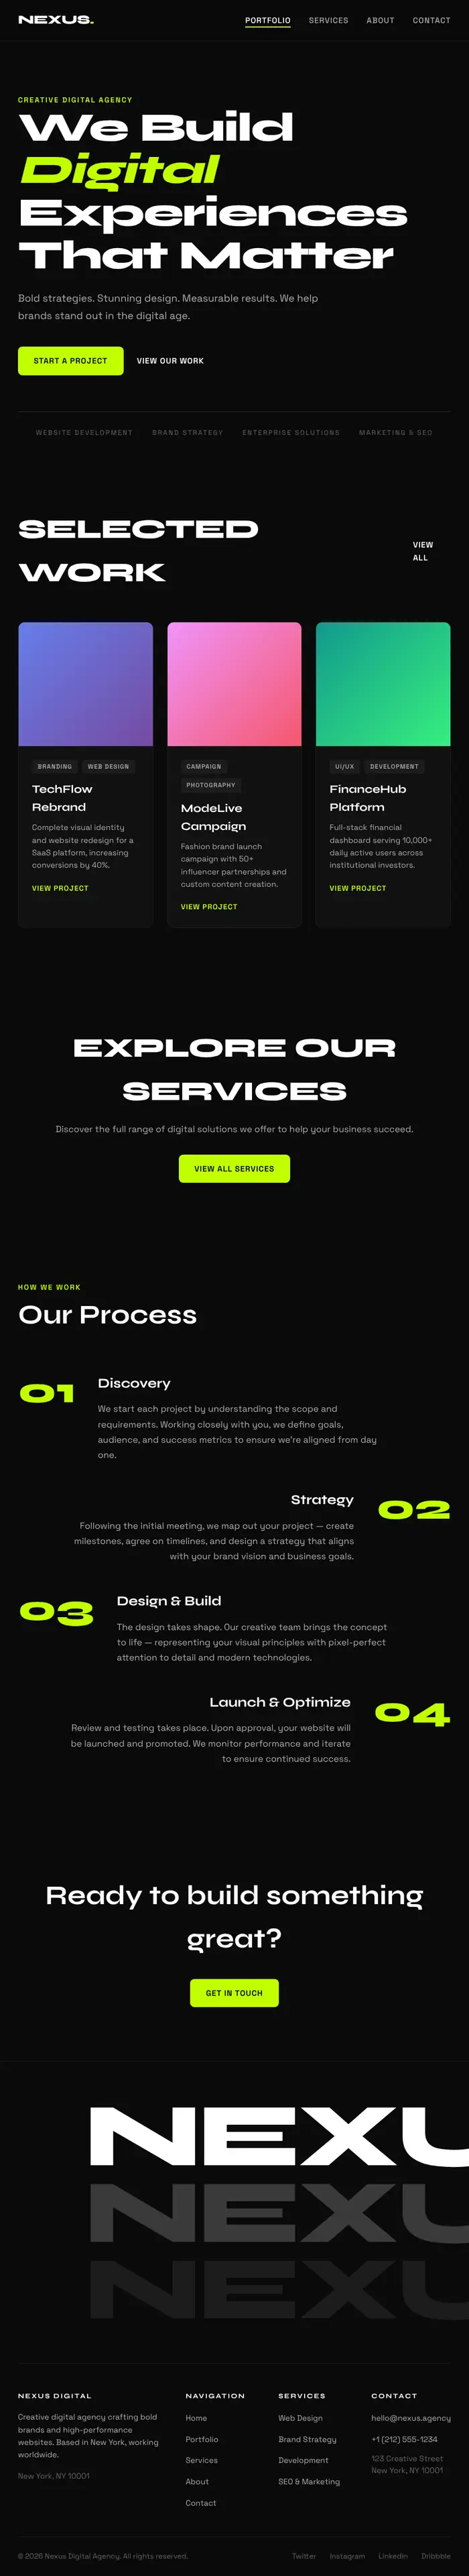 NEXUS.
PORTFOLIO
SERVICES
ABOUT
CONTACT
CREATIVE DIGITAL AGENCY
We Build
Digital
Experiences
That Matter
Bold strategies. Stunning design. Measurable results. We help
brands stand out in the digital age.
START A PROJECT
VIEW OUR WORK
WEBSITE DEVELOPMENT
BRAND STRATEGY
ENTERPRISE SOLUTIONS
MARKETING & SEO
SELECTED
WORK
VIEW
ALL
BRANDING
WEB DESIGN
TechFlow
Rebrand
Complete visual identity
and website redesign for a
SaaS platform, increasing
conversions by 40%.
VIEW PROJECT
CAMPAIGN
PHOTOGRAPHY
ModeLive
Campaign
Fashion brand launch
campaign with 50+
influencer partnerships and
custom content creation.
VIEW PROJECT
UI/UX
DEVELOPMENT
FinanceHub
Platform
Full-stack financial
dashboard serving 10,000+
daily active users across
institutional investors.
VIEW PROJECT
EXPLORE OUR
SERVICES
Discover the full range of digital solutions we offer to help your business succeed.
VIEW ALL SERVICES
HOW WE WORK
Our Process
01
Discovery
We start each project by understanding the scope and
requirements. Working closely with you, we define goals,
audience, and success metrics to ensure we're aligned from day
one.
Strategy
02
Following the initial meeting, we map out your project — create
milestones, agree on timelines, and design a strategy that aligns
with your brand vision and business goals.
03
Design & Build
The design takes shape. Our creative team brings the concept
to life — representing your visual principles with pixel-perfect
attention to detail and modern technologies.
Launch & Optimize
04
Review and testing takes place. Upon approval, your website will
be launched and promoted. We monitor performance and iterate
to ensure continued success.
Ready to build something
great?
GET IN TOUCH
NEXU
NEXU
NEXU
NEXUS DIGITAL
Creative digital agency crafting bold
brands and high-performance
websites. Based in New York, working
worldwide.
New York, NY 10001
NAVIGATION
Home
Portfolio
Services
About
Contact
SERVICES
Web Design
Brand Strategy
Development
SEO & Marketing
CONTACT
hello@nexus.agency
+1 (212) 555-1234
123 Creative Street
New York, NY 10001
© 2026 Nexus Digital Agency. All rights reserved.
Twitter
Instagram
LinkedIn
Dribbble